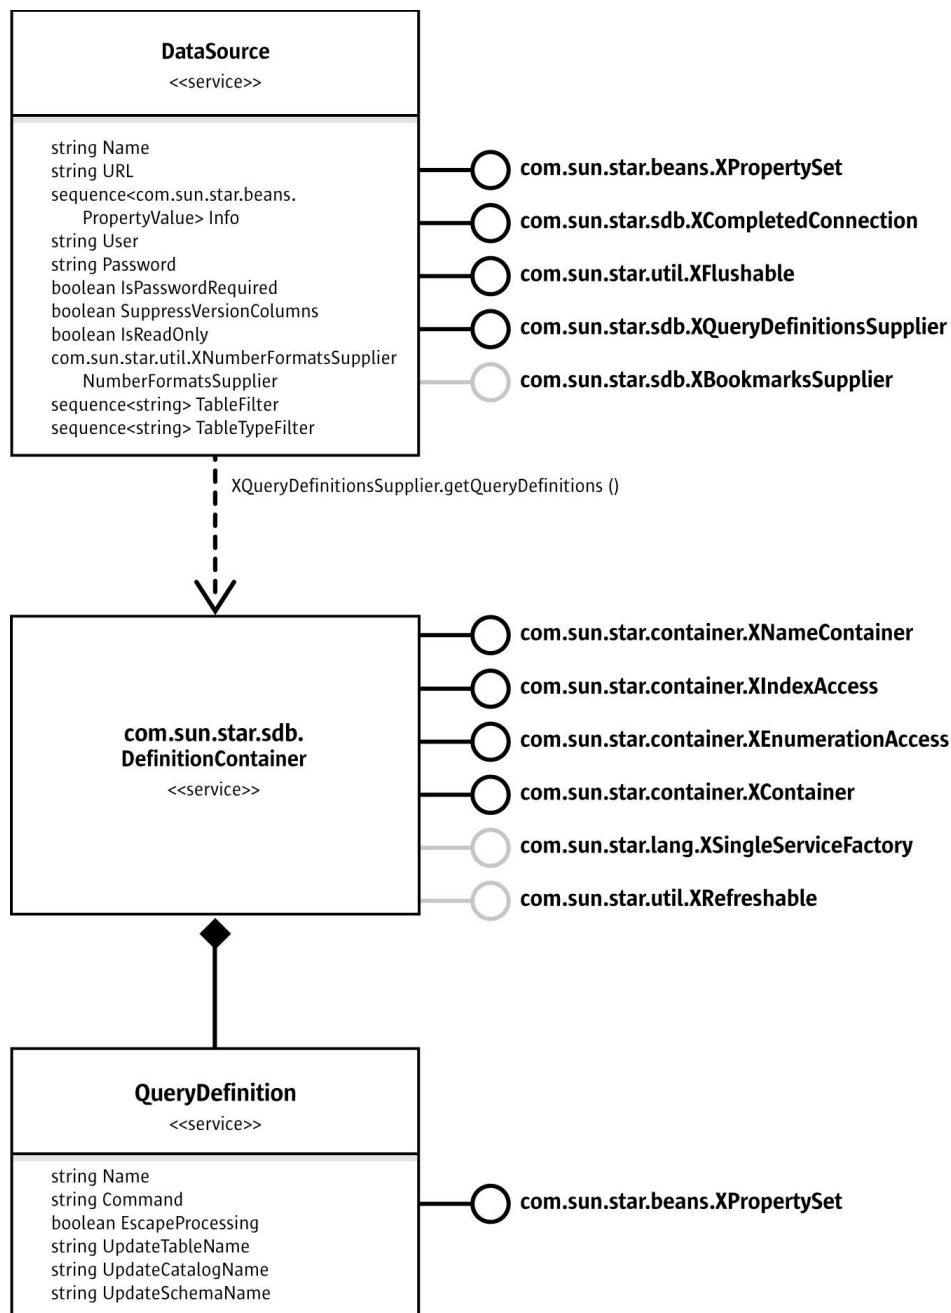 DataSource
<<service>>
string Name
string URL
sequence<com.sun.star.beans.
PropertyValue> Info
string User
string Password
boolean IsPasswordRequired
boolean SuppressVersionColumns
boolean IsReadOnly
com.sun.star.util.XNumberFormatsSupplier
NumberFormatsSupplier
sequence<string> TableFilter
sequence<string> TableTypeFilter
com.sun.star.beans.XPropertySet
com.sun.star.sdb.XCompletedConnection
com.sun.star.util.XFlushable
com.sun.star.sdb.XQueryDefinitionsSupplier
com.sun.star.sdb.XBookmarksSupplier
XQueryDefinitionsSupplier.getQueryDefinitions ()
com.sun.star.sdb.
DefinitionContainer
<<service>>
com.sun.star.container.XNameContainer
com.sun.star.container.XIndexAccess
com.sun.star.container.XEnumerationAccess
com.sun.star.container.XContainer
com.sun.star.lang.XSingleServiceFactory
com.sun.star.util.XRefreshable
QueryDefinition
<<service>>
string Name
string Command
boolean EscapeProcessing
string UpdateTableName
string UpdateCatalogName
string UpdateSchemaName
com.sun.star.beans.XPropertySet